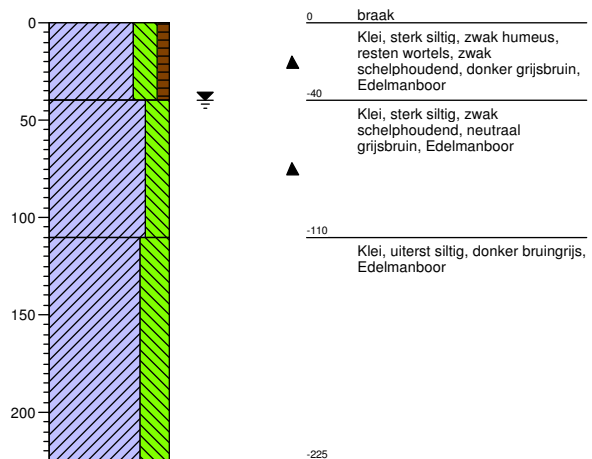 0
50
100
150
200
0
braak
Klei, sterk siltig, zwak humeus,
resten wortels, zwak
schelphoudend, donker grijsbruin,
Edelmanboor
-40
Klei, sterk siltig, zwak
schelphoudend, neutraal
grijsbruin, Edelmanboor
-110
Klei, uiterst siltig, donker bruingrijs,
Edelmanboor
-225